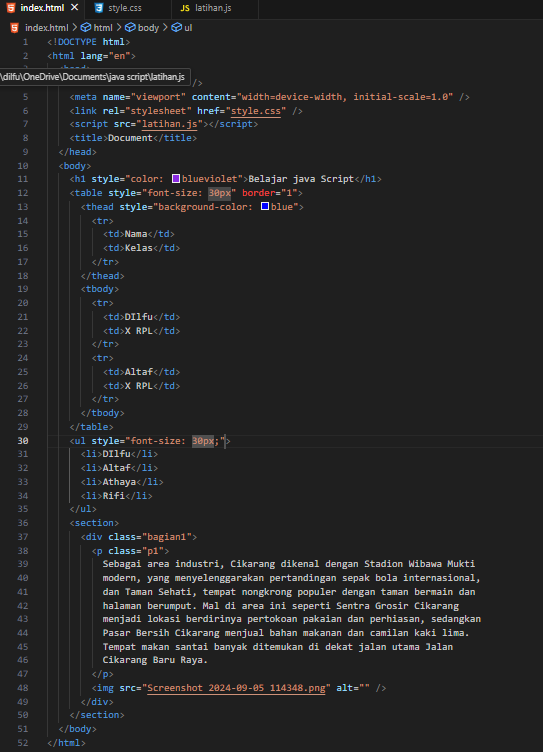 index.html × style.css JS latihan.js
index.html > html > body > ul
1 <!DOCTYPE html>
2 <html lang="en">
\dilfu\OneDrive\Documents\java script\latihan.js
/>
5 <meta name="viewport" content="width=device-width, initial-scale=1.0" />
6 <link rel="stylesheet" href="style.css" />
7 <script src="latihan.js"></script>
8 <title>Document</title>
9 </head>
10 <body>
11 <h1 style="color: blueviolet">Belajar java Script</h1>
12 <table style="font-size: 30px" border="1">
13 <thead style="background-color: blue">
14 <tr>
15 <td>Nama</td>
16 <td>Kelas</td>
17 </tr>
18 </thead>
19 <tbody>
20 <tr>
21 <td>DIlfu</td>
22 <td>X RPL</td>
23 </tr>
24 <tr>
25 <td>Altaf</td>
26 <td>X RPL</td>
27 </tr>
28 </tbody>
29 </table>
30 <ul style="font-size: 30px;">
31 <li>DIlfu</li>
32 <li>Altaf</li>
33 <li>Athaya</li>
34 <li>Rifi</li>
35 </ul>
36 <section>
37 <div class="bagian1">
38 <p class="p1">
39 Sebagai area industri, Cikarang dikenal dengan Stadion Wibawa Mukti
40 modern, yang menyelenggarakan pertandingan sepak bola internasional,
41 dan Taman Sehati, tempat nongkrong populer dengan taman bermain dan
42 halaman berumput. Mal di area ini seperti Sentra Grosir Cikarang
43 menjadi lokasi berdirinya pertokoan pakaian dan perhiasan, sedangkan
44 Pasar Bersih Cikarang menjual bahan makanan dan camilan kaki lima.
45 Tempat makan santai banyak ditemukan di dekat jalan utama Jalan
46 Cikarang Baru Raya.
47 </p>
48 <img src="Screenshot 2024-09-05 114348.png" alt="" />
49 </div>
50 </section>
51 </body>
52 </html>